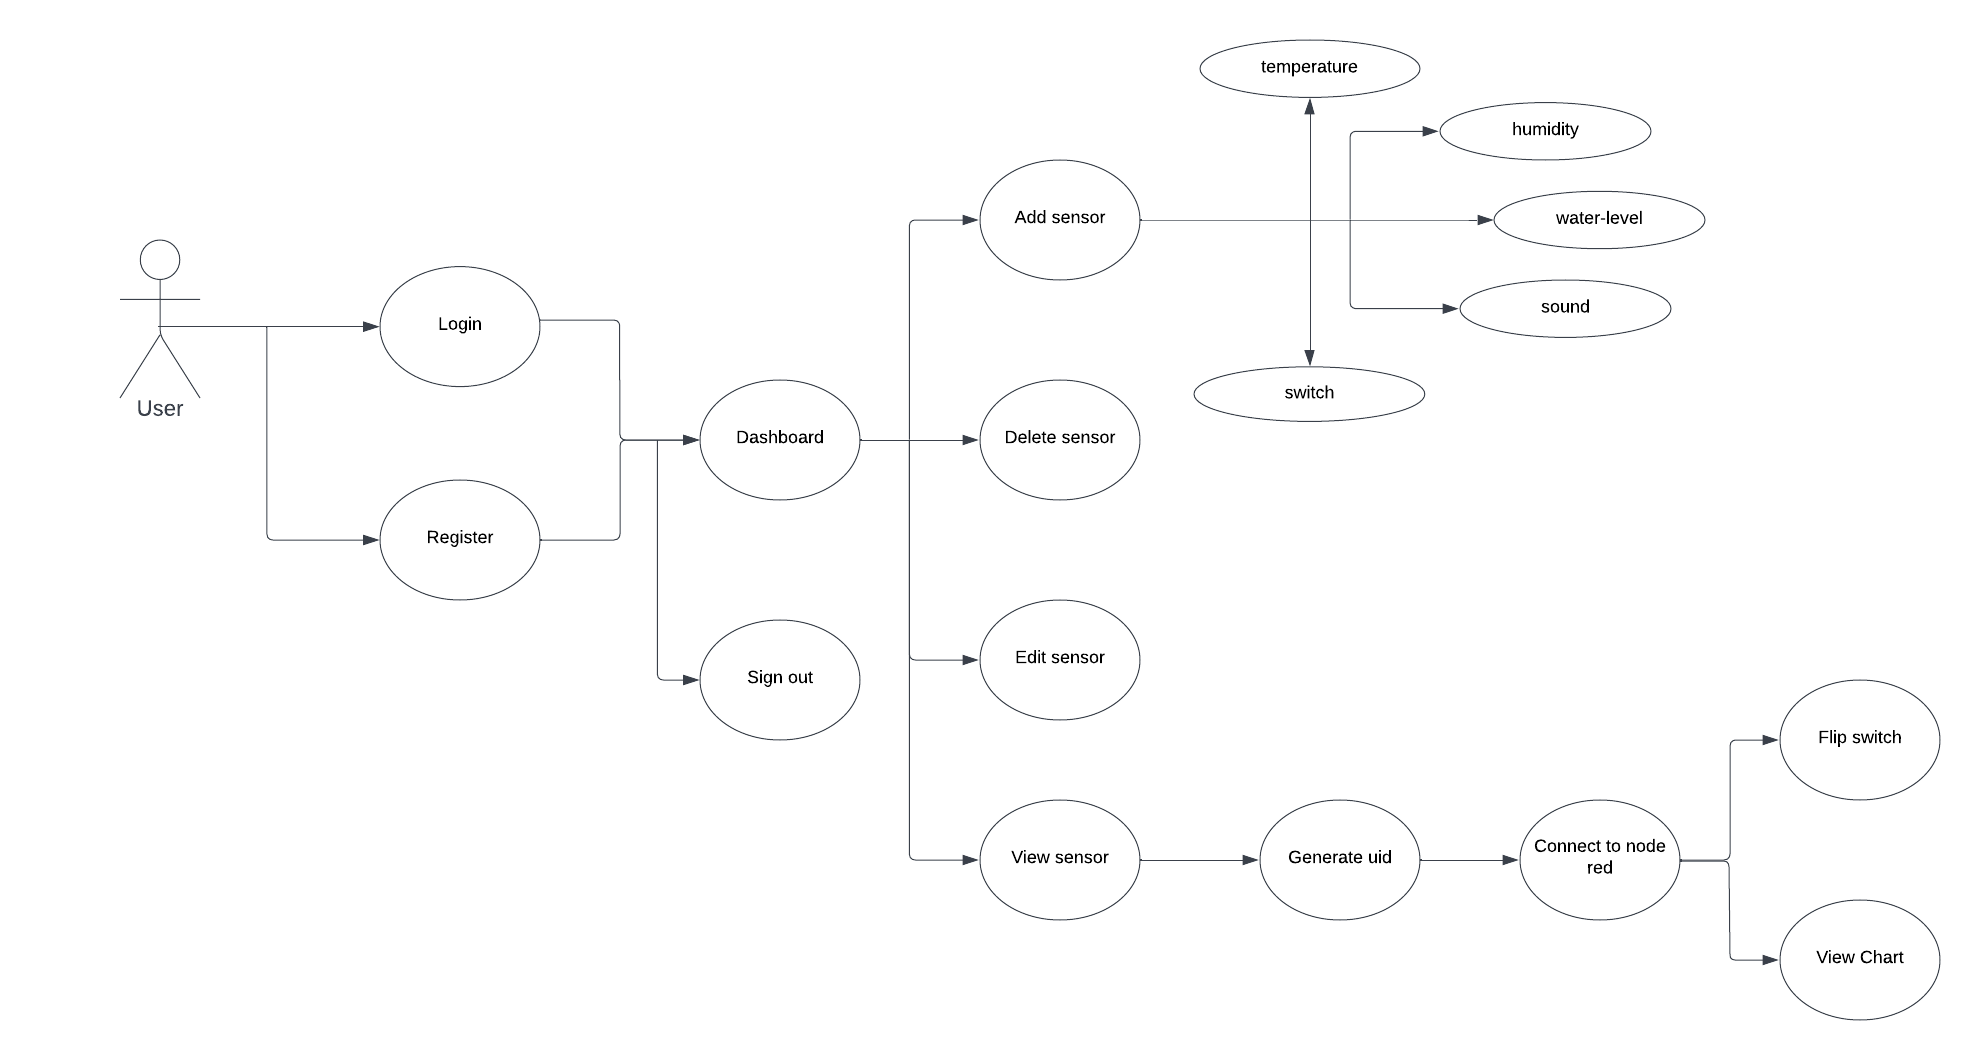 temperature
humidity
Add sensor
water-level
sound
Login
switch
User
Dashboard
Delete sensor
Register
Edit sensor
Sign out
Flip switch
View sensor
Generate uid
Connect to node
red
View Chart